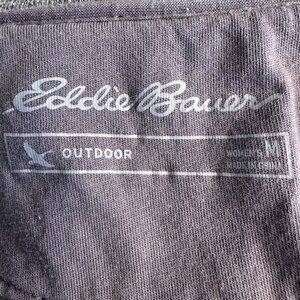 Eddie Bauer
OUTDOOR
WOMEN'S M
MADE IN CHINA